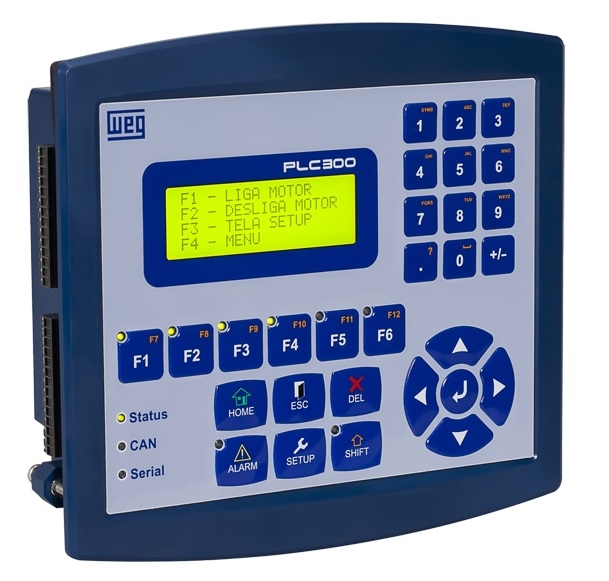 WEG
PLC300
F1 - LIGA MOTOR
F2 - DESLIGA MOTOR
F3 - TELA SETUP
F4 - MENU
SYMB
1
ABC
2
DEF
3
GHI
4
JKL
5
MNO
6
PQRS
7
TUV
8
WXYZ
9
?
.
0
+/-
F7
F1
F8
F2
F9
F3
F10
F4
F11
F5
F12
F6
Status
CAN
Serial
HOME
ESC
DEL
ALARM
SETUP
SHIFT